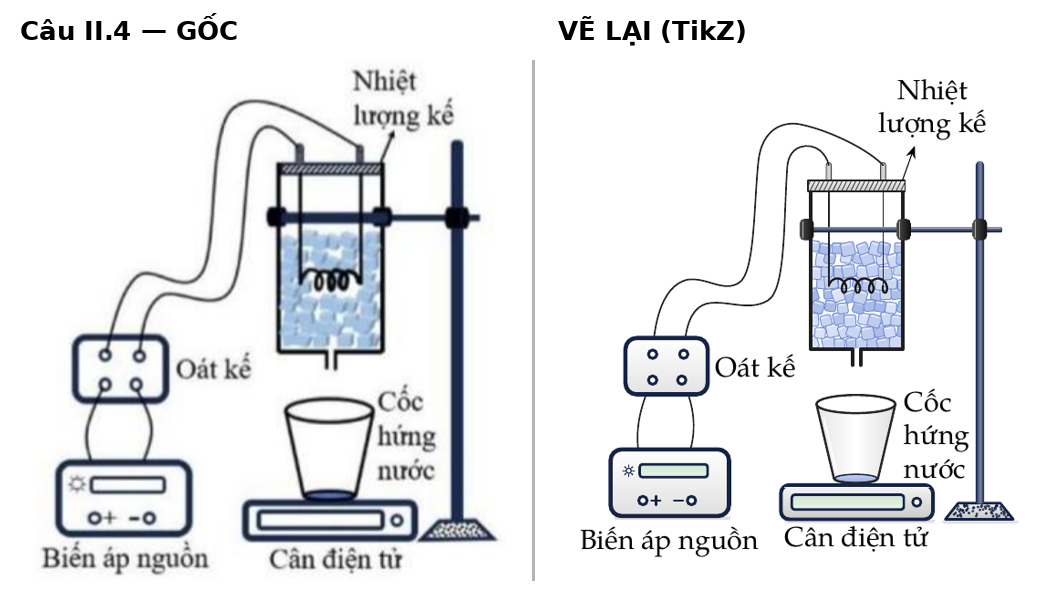 Câu II.4 — GỐC
Nhiệt
lượng kế
Oát kế
Cốc
hứng
nước
+ −
Biến áp nguồn
Cân điện tử
VẼ LẠI (TikZ)
Nhiệt
lượng kế
Oát kế
Cốc
hứng
nước
+ −
Biến áp nguồn
Cân điện tử